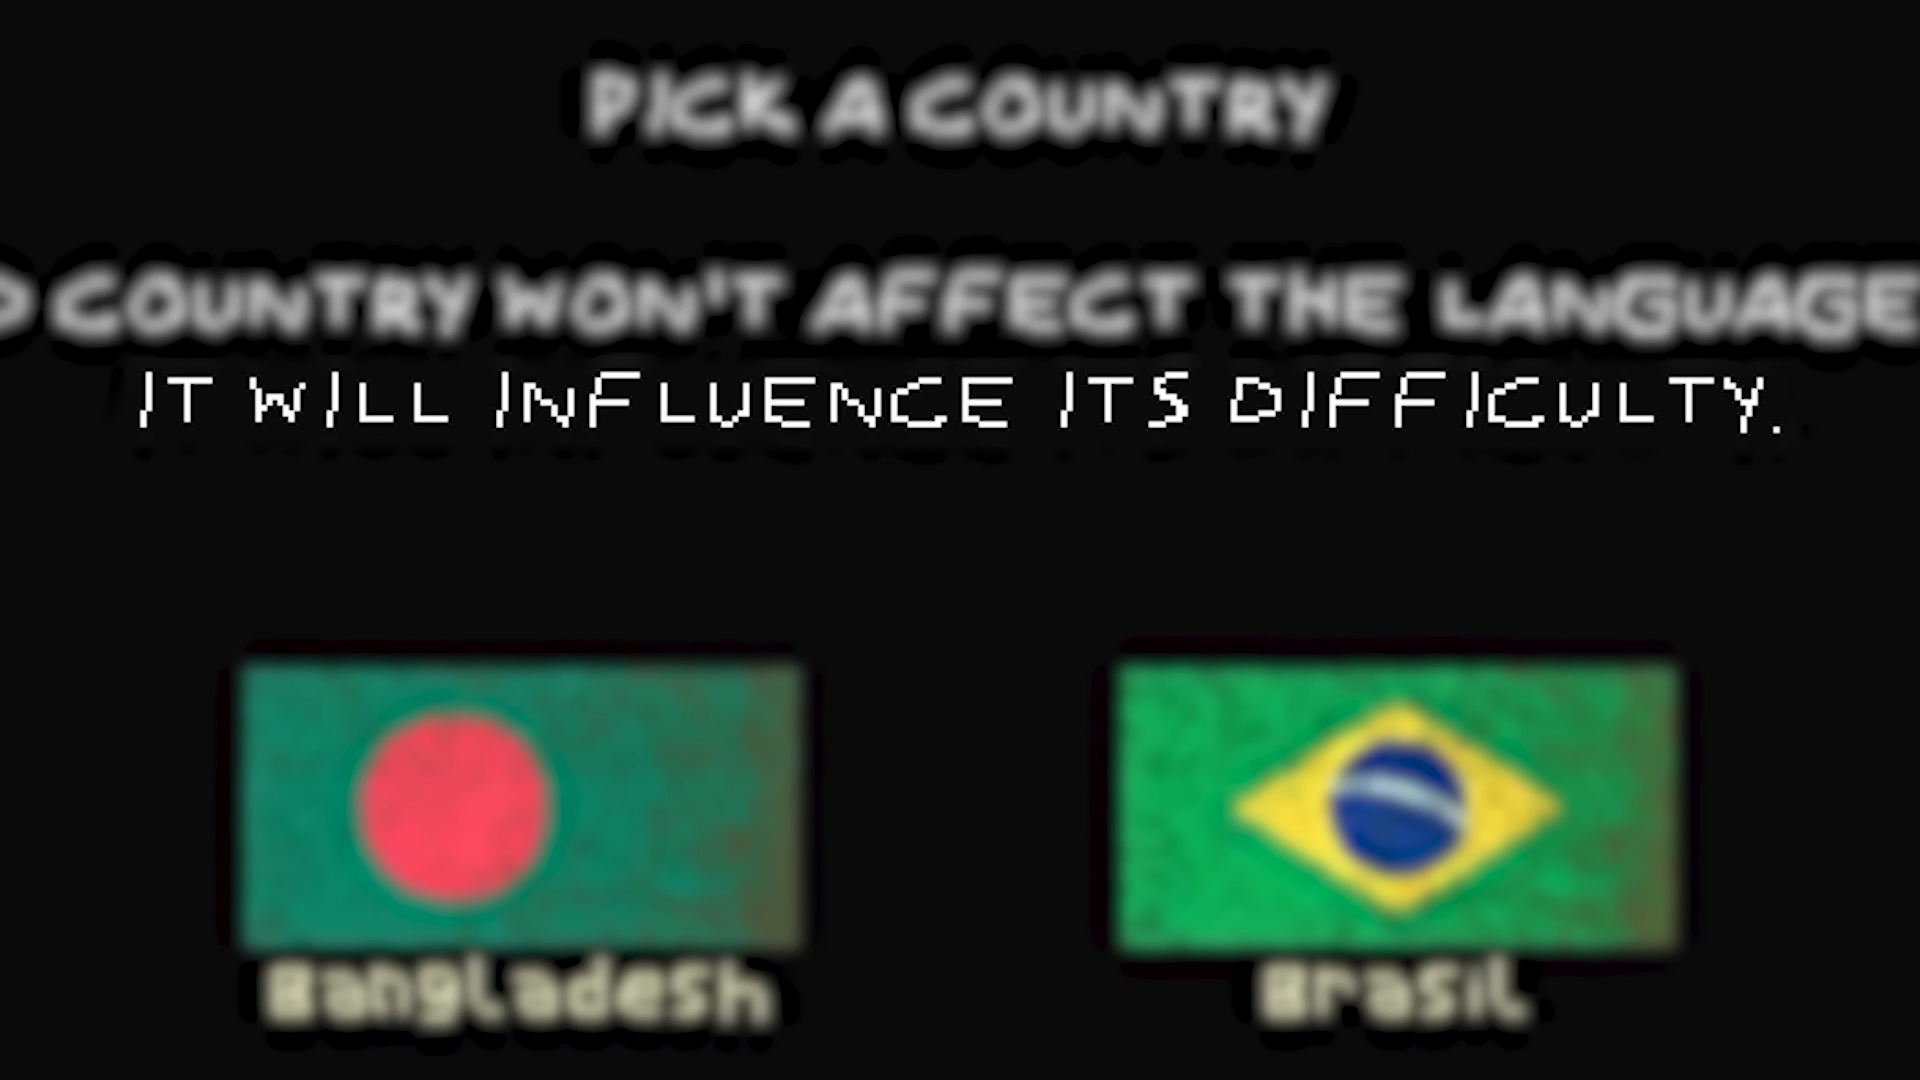 PICK A COUNTRY
COUNTRY WON'T AFFECT THE LANGUAGE
IT WILL INFLUENCE ITS DIFFICULTY.
Bangladesh
Brasil